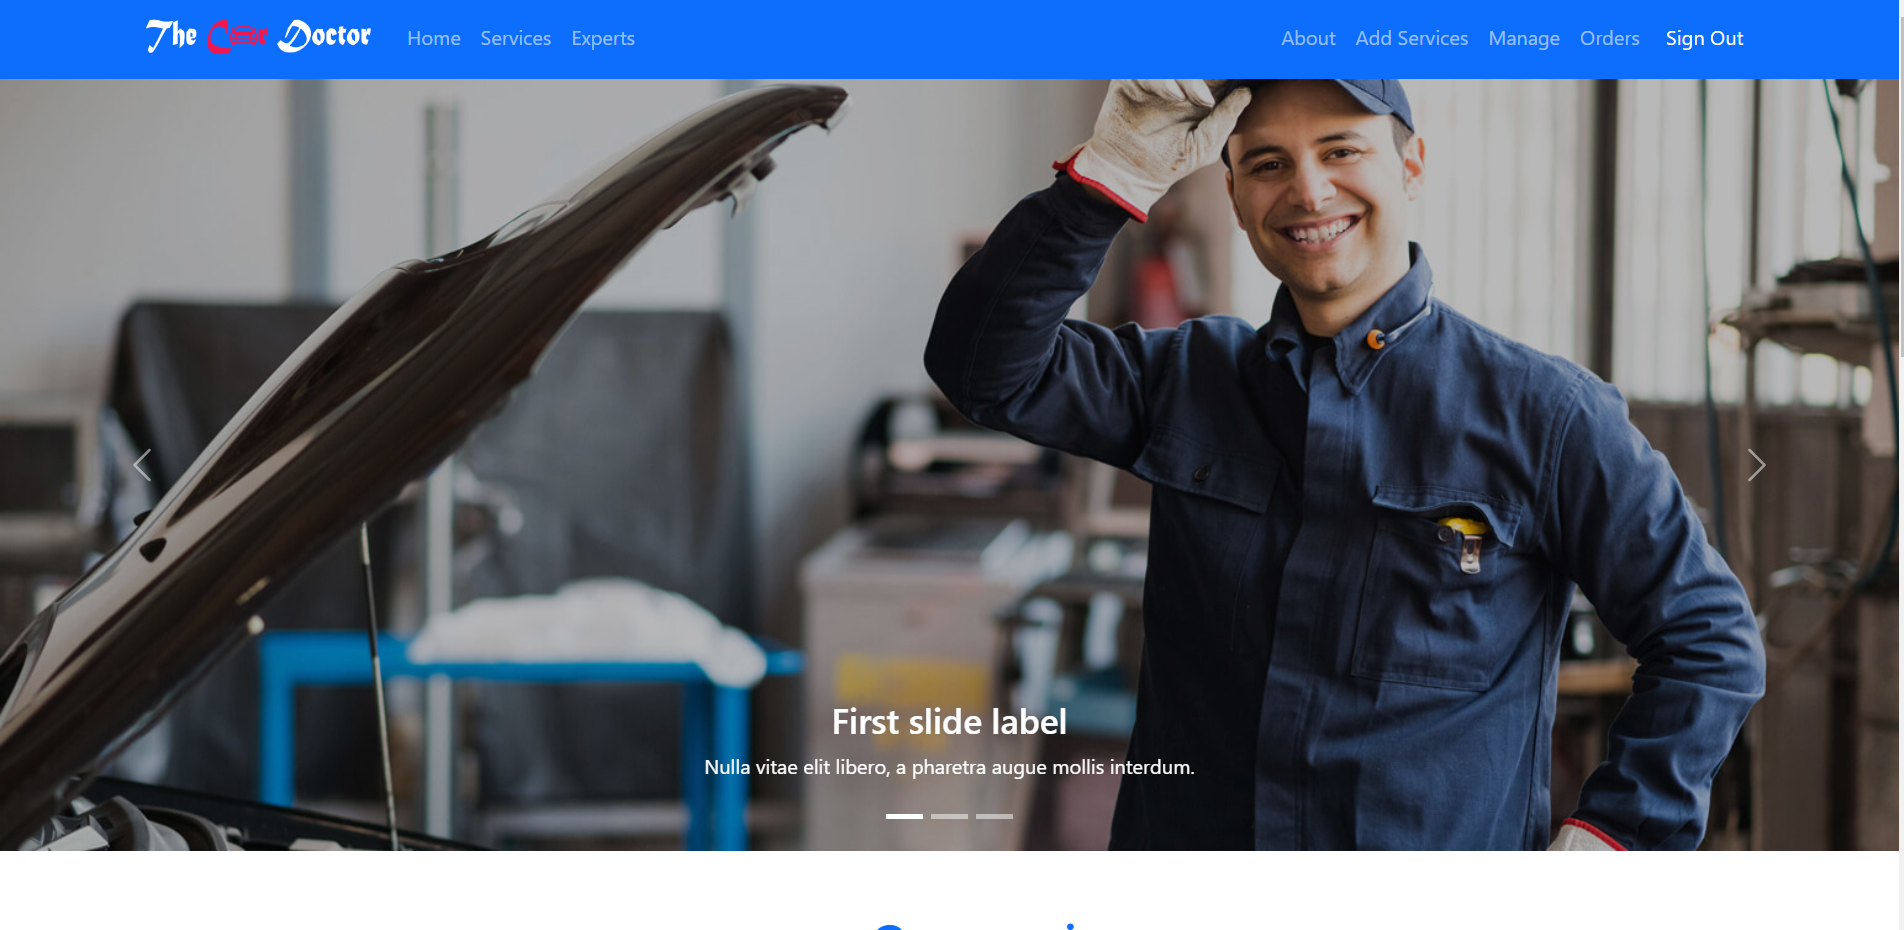 The Car Doctor
Home Services Experts
About Add Services Manage Orders Sign Out
First slide label
Nulla vitae elit libero, a pharetra augue mollis interdum.